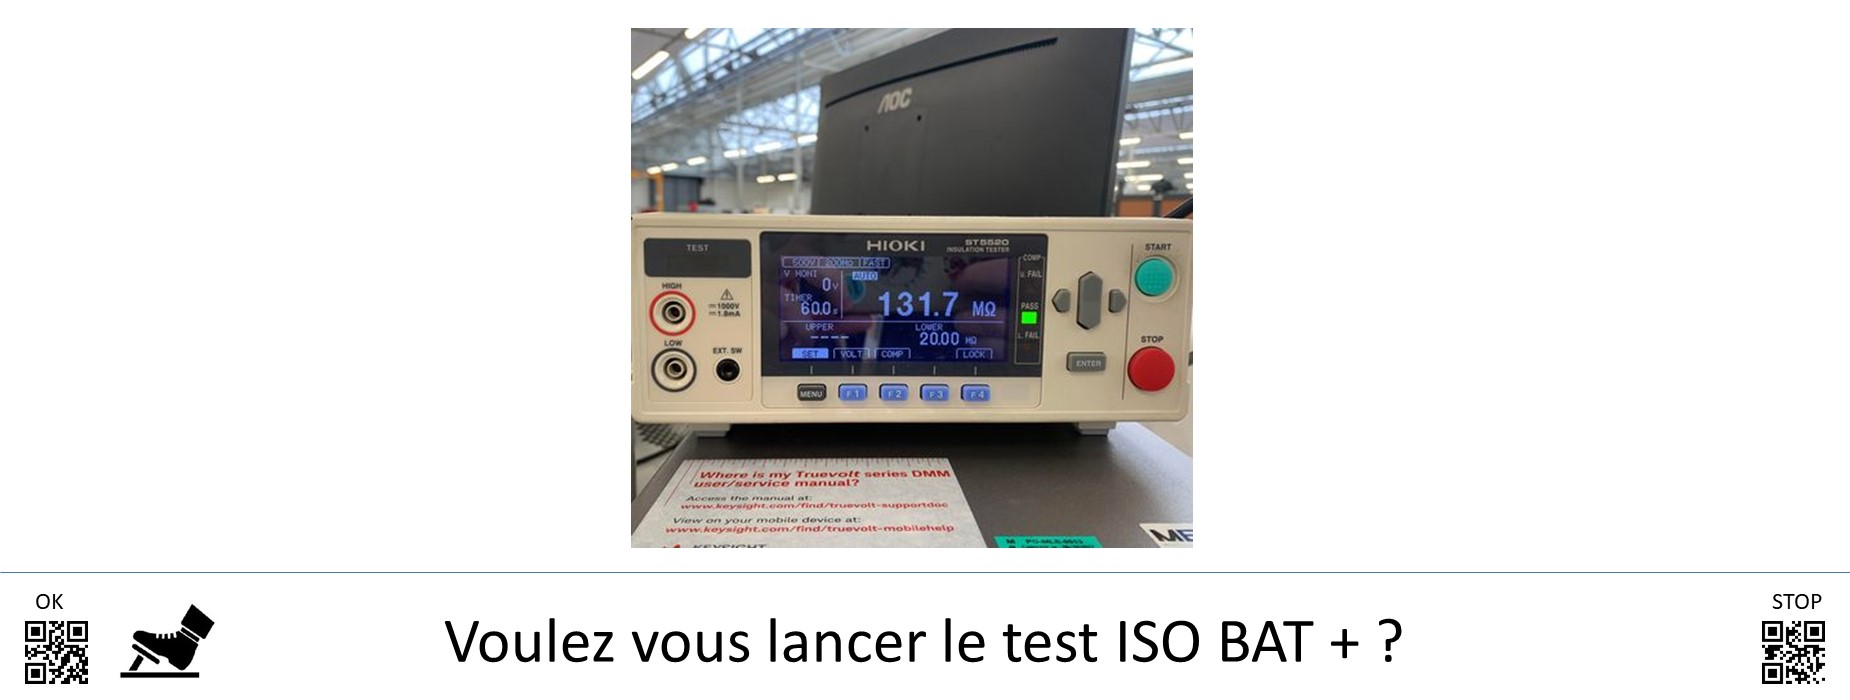 AOC
HIOKI
ST5520
INSULATION TESTER
TEST
HIGH
1000V
1.8mA
LOW
EXT. SW
500V 200MΩ FAST
V MONI
AUTO
0V
TIMER
60.0s
131.7 MΩ
UPPER
LOWER
----
20.00 MΩ
SET VOLT COMP LOCK
COMP
U. FAIL
PASS
L. FAIL
MENU F1 F2 F3 F4
ENTER
START
STOP
Where is my Truevolt series DMM
user/service manual?
Access the manual at:
www.keysight.com/find/truevolt-supportdoc
View on your mobile device at:
www.keysight.com/find/truevolt-mobilehelp
KEYSIGHT
OK
Voulez vous lancer le test ISO BAT + ?
STOP